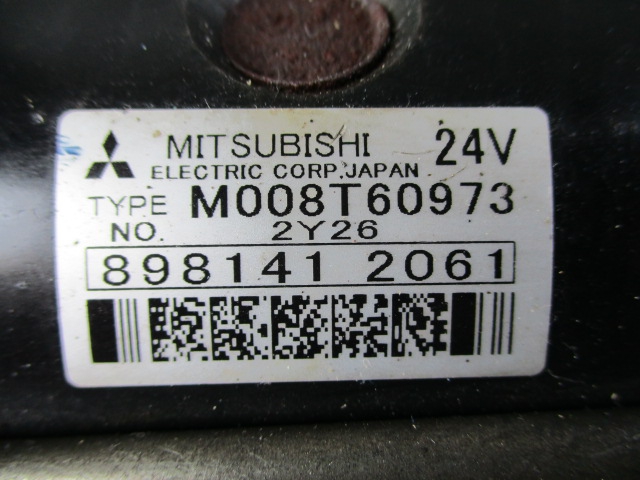 MITSUBISHI 24V
ELECTRIC CORP.JAPAN
TYPE M008T60973
NO. 2Y26
898141 2061